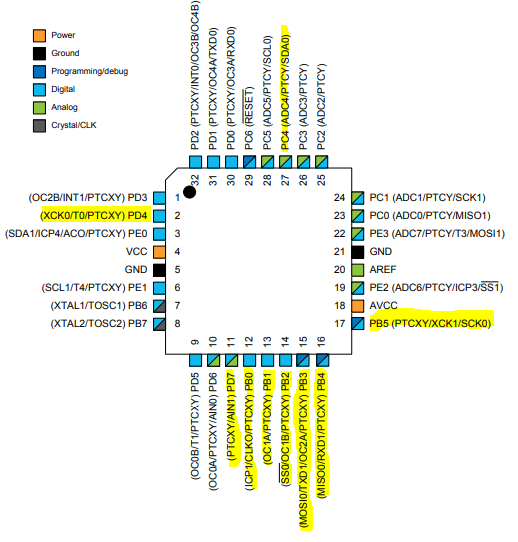 Power
Ground
Programming/debug
Digital
Analog
Crystal/CLK
PD2 (PTCXY/INT0/OC3B/OC4B)
PD1 (PTCXY/OC4A/TXD0)
PD0 (PTCXY/OC3A/RXD0)
PC6 (RESET)
PC5 (ADC5/PTCY/SCL0)
PC4 (ADC4/PTCY/SDA0)
PC3 (ADC3/PTCY)
PC2 (ADC2/PTCY)
32
31
30
29
28
27
26
25
(OC2B/INT1/PTCXY) PD3 1
(XCK0/T0/PTCXY) PD4 2
(SDA1/ICP4/ACO/PTCXY) PE0 3
VCC 4
GND 5
(SCL1/T4/PTCXY) PE1 6
(XTAL1/TOSC1) PB6 7
(XTAL2/TOSC2) PB7 8
24 PC1 (ADC1/PTCY/SCK1)
23 PC0 (ADC0/PTCY/MISO1)
22 PE3 (ADC7/PTCY/T3/MOSI1)
21 GND
20 AREF
19 PE2 (ADC6/PTCY/ICP3/SS1)
18 AVCC
17 PB5 (PTCXY/XCK1/SCK0)
9
10
11
12
13
14
15
16
(OC0B/T1/PTCXY) PD5
(OC0A/PTCXY/AIN0) PD6
(PTCXY/AIN1) PD7
(ICP1/CLKO/PTCXY) PB0
(OC1A/PTCXY) PB1
(SS0/OC1B/PTCXY) PB2
(MOSI0/TXD1/OC2A/PTCXY) PB3
(MISO0/RXD1/PTCXY) PB4